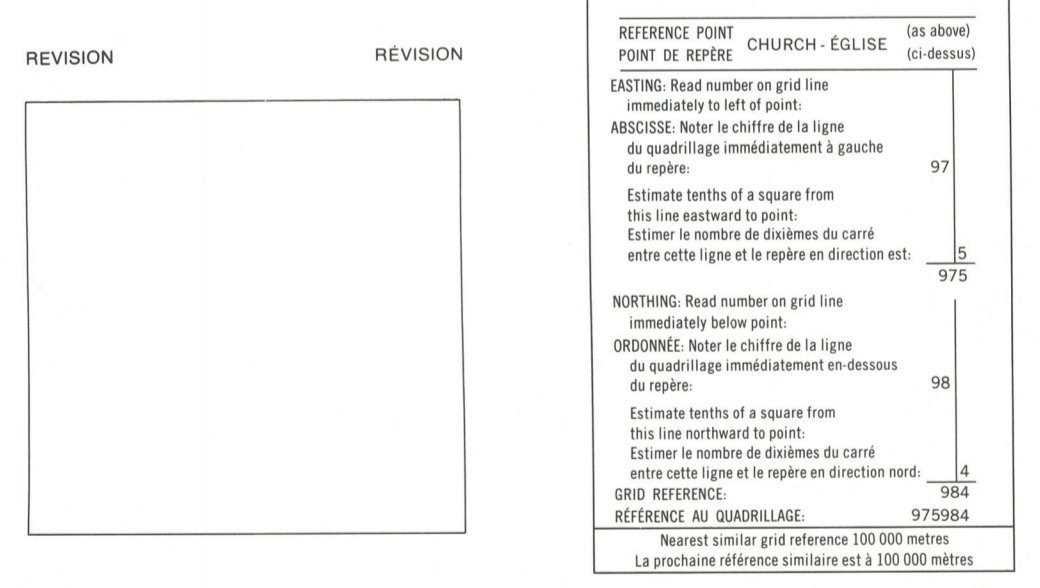 REVISION RÉVISION
REFERENCE POINT
POINT DE REPÈRE
CHURCH - ÉGLISE
(as above)
(ci-dessus)
EASTING: Read number on grid line
immediately to left of point:
ABSCISSE: Noter le chiffre de la ligne
du quadrillage immédiatement à gauche
du repère: 97
Estimate tenths of a square from
this line eastward to point:
Estimer le nombre de dixièmes du carré
entre cette ligne et le repère en direction est: 5
975
NORTHING: Read number on grid line
immediately below point:
ORDONNÉE: Noter le chiffre de la ligne
du quadrillage immédiatement en-dessous
du repère: 98
Estimate tenths of a square from
this line northward to point:
Estimer le nombre de dixièmes du carré
entre cette ligne et le repère en direction nord: 4
GRID REFERENCE: 984
RÉFÉRENCE AU QUADRILLAGE: 975984
Nearest similar grid reference 100 000 metres
La prochaine référence similaire est à 100 000 mètres